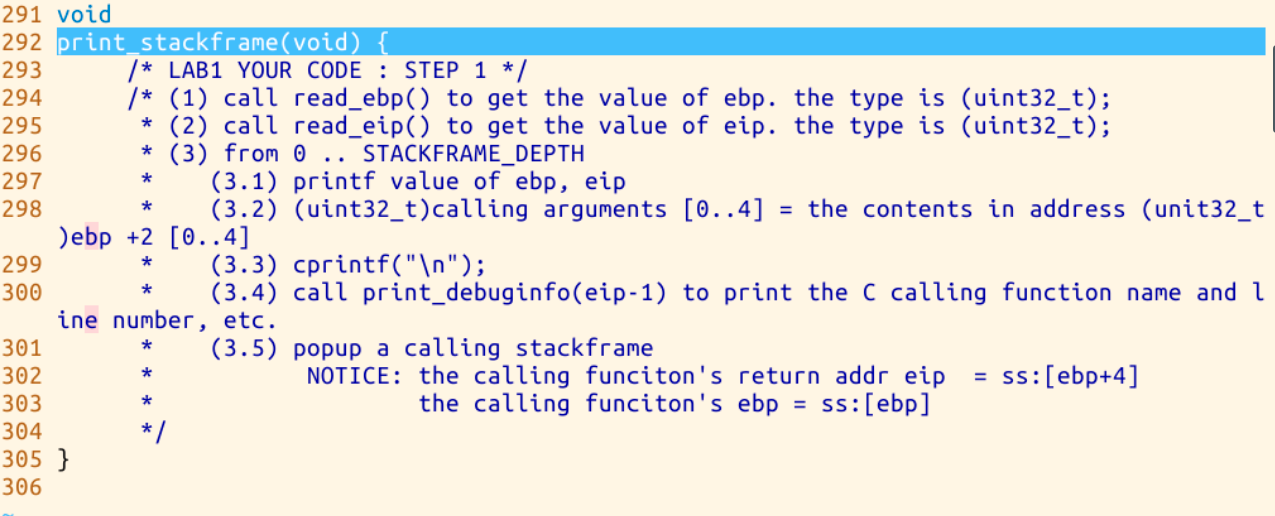 291 void
292 print_stackframe(void) {
293      /* LAB1 YOUR CODE : STEP 1 */
294      /* (1) call read_ebp() to get the value of ebp. the type is (uint32_t);
295       * (2) call read_eip() to get the value of eip. the type is (uint32_t);
296       * (3) from 0 .. STACKFRAME_DEPTH
297       *    (3.1) printf value of ebp, eip
298       *    (3.2) (uint32_t)calling arguments [0..4] = the contents in address (unit32_t
)ebp +2 [0..4]
299       *    (3.3) cprintf("\n");
300       *    (3.4) call print_debuginfo(eip-1) to print the C calling function name and l
ine number, etc.
301       *    (3.5) popup a calling stackframe
302       *           NOTICE: the calling funciton's return addr eip  = ss:[ebp+4]
303       *                   the calling funciton's ebp = ss:[ebp]
304       */
305 }
306
~